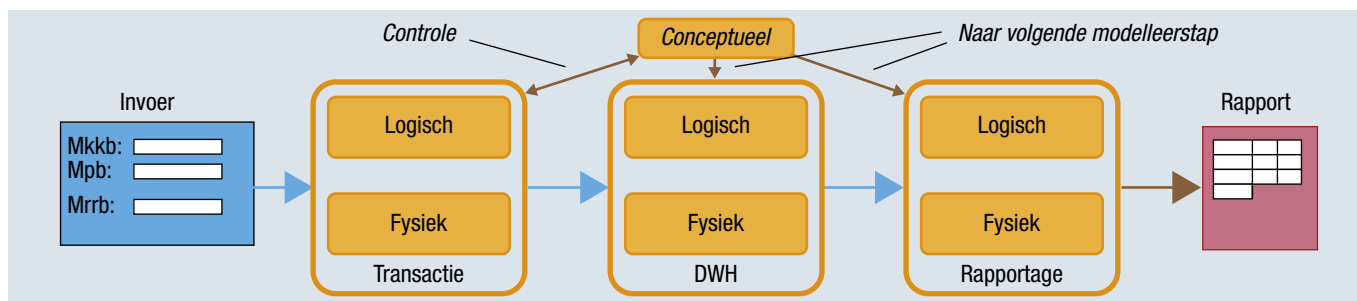 Controle
Conceptueel
Naar volgende modelleerstap
Invoer
Mkkb:
Mpb:
Mrrb:
Logisch
Fysiek
Transactie
Logisch
Fysiek
DWH
Logisch
Fysiek
Rapportage
Rapport